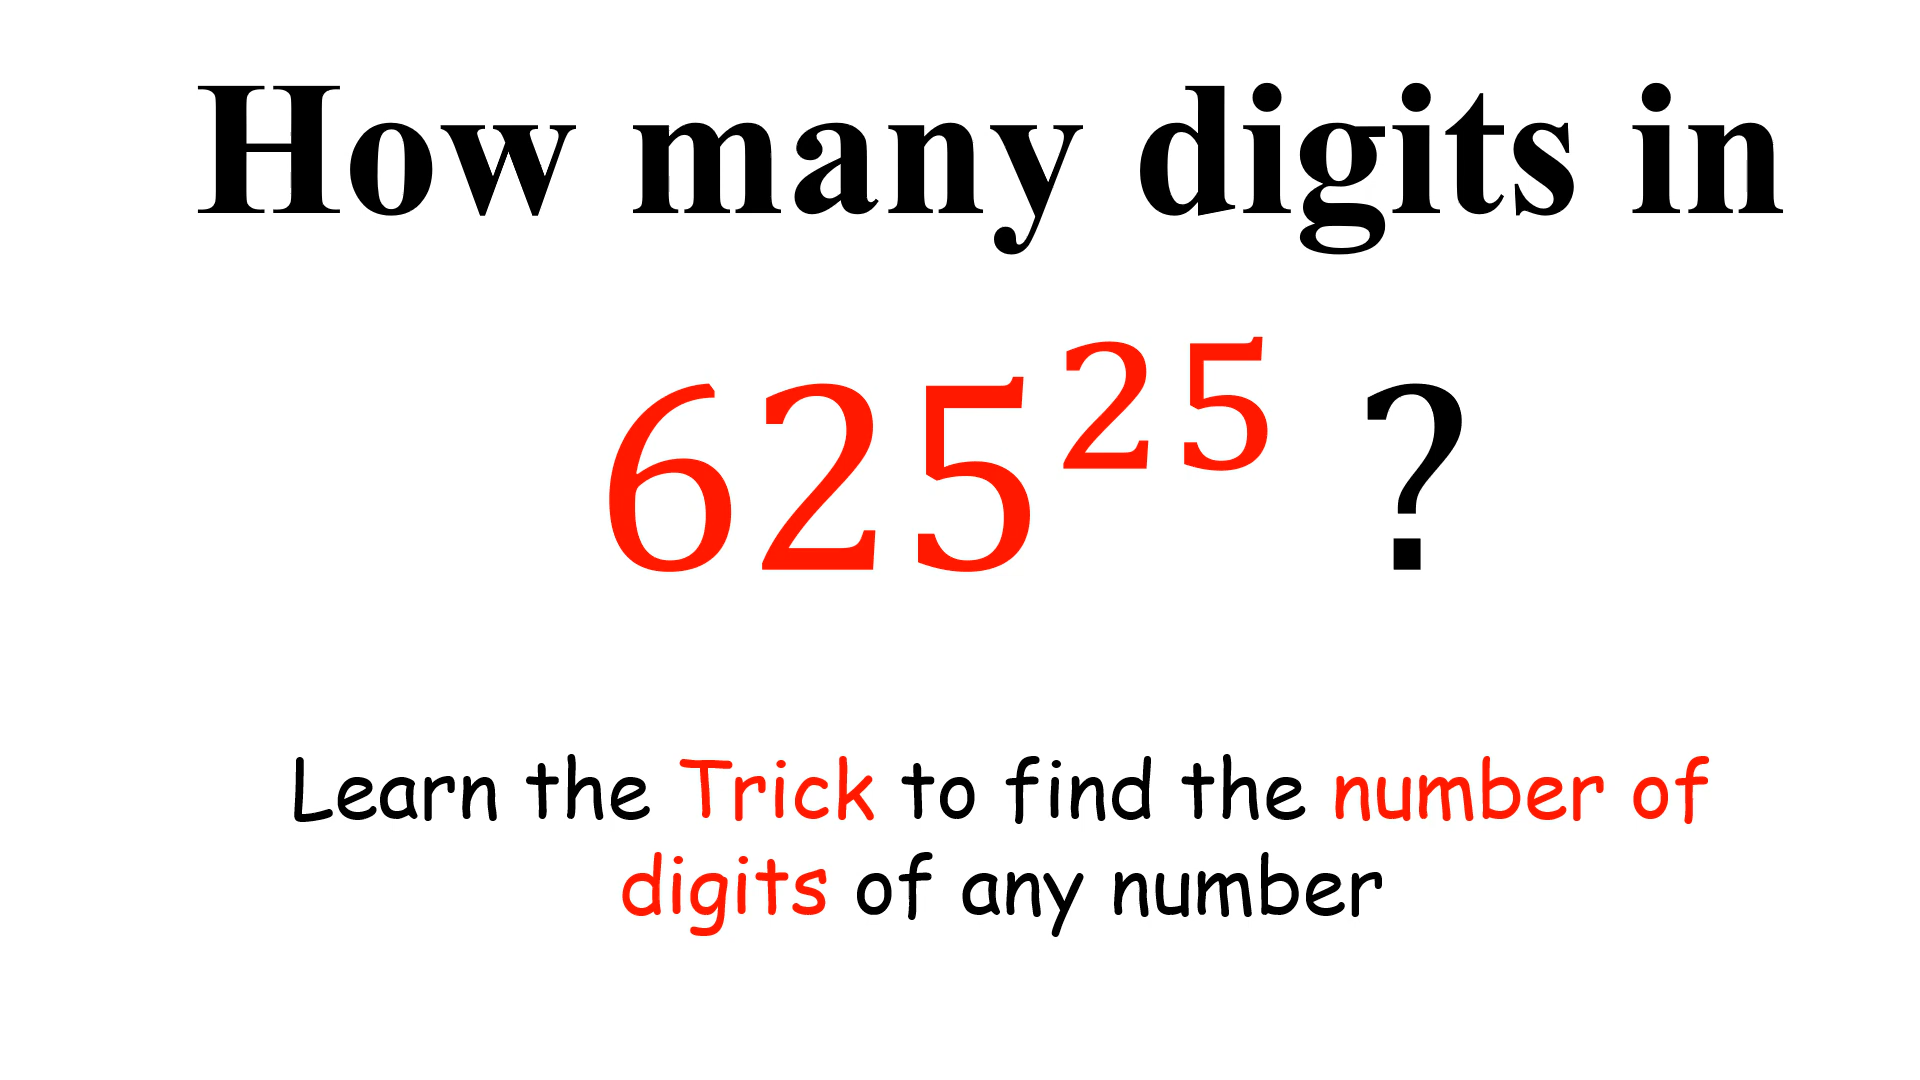 How many digits in
625²⁵ ?
Learn the Trick to find the number of
digits of any number